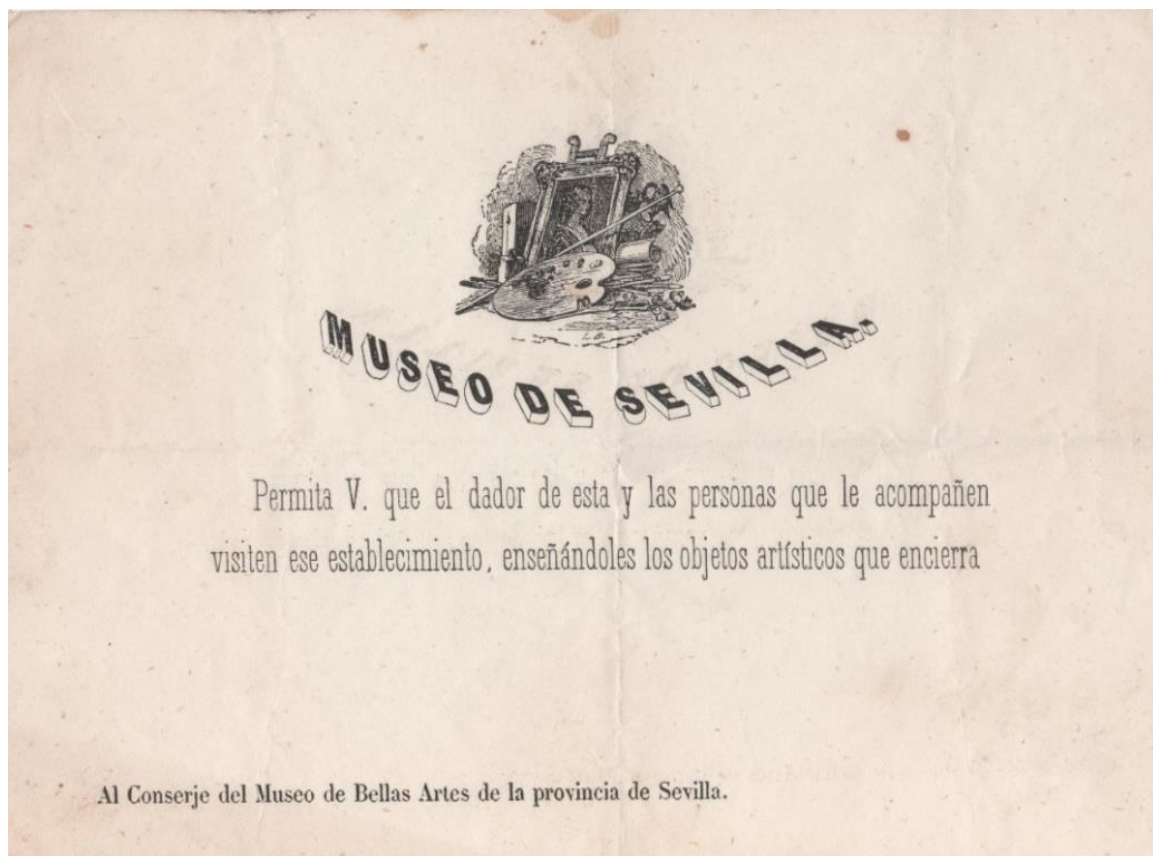 L. B.
MUSEO DE SEVILLA.
Permita V. que el dador de esta y las personas que le acompañen
visiten ese establecimiento, enseñándoles los objetos artísticos que encierra
Al Conserje del Museo de Bellas Artes de la provincia de Sevilla.